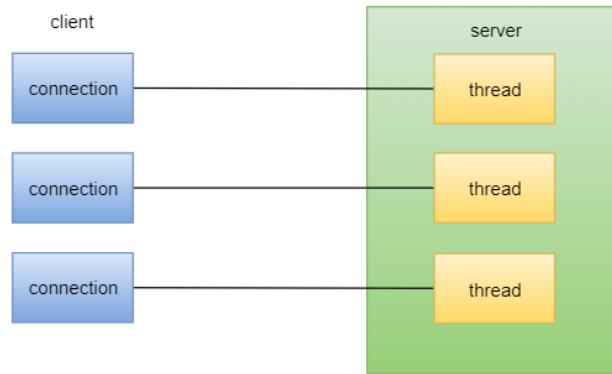 client
server
connection
thread
connection
thread
connection
thread